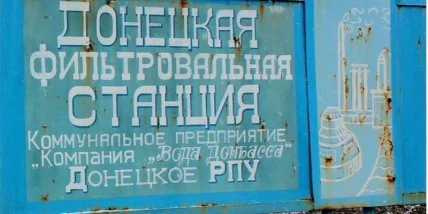 ДОНЕЦКАЯ
ФИЛЬТРОВАЛЬНАЯ
СТАНЦИЯ
КОММУНАЛЬНОЕ ПРЕДПРИЯТИЕ
„КОМПАНИЯ „Вода Донбасса"
ДОНЕЦКОЕ РПУ